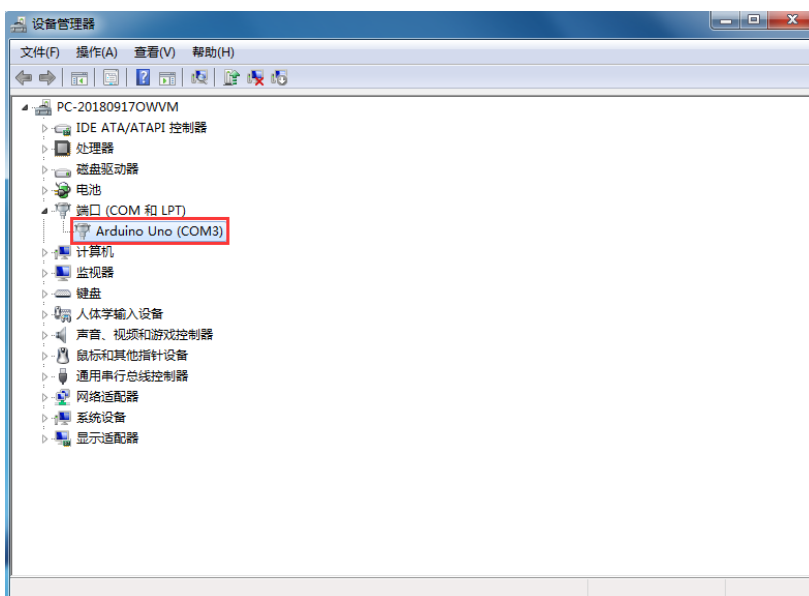 设备管理器
文件(F) 操作(A) 查看(V) 帮助(H)
PC-20180917OWVM
IDE ATA/ATAPI 控制器
处理器
磁盘驱动器
电池
端口 (COM 和 LPT)
Arduino Uno (COM3)
计算机
监视器
键盘
人体学输入设备
声音、视频和游戏控制器
鼠标和其他指针设备
通用串行总线控制器
网络适配器
系统设备
显示适配器